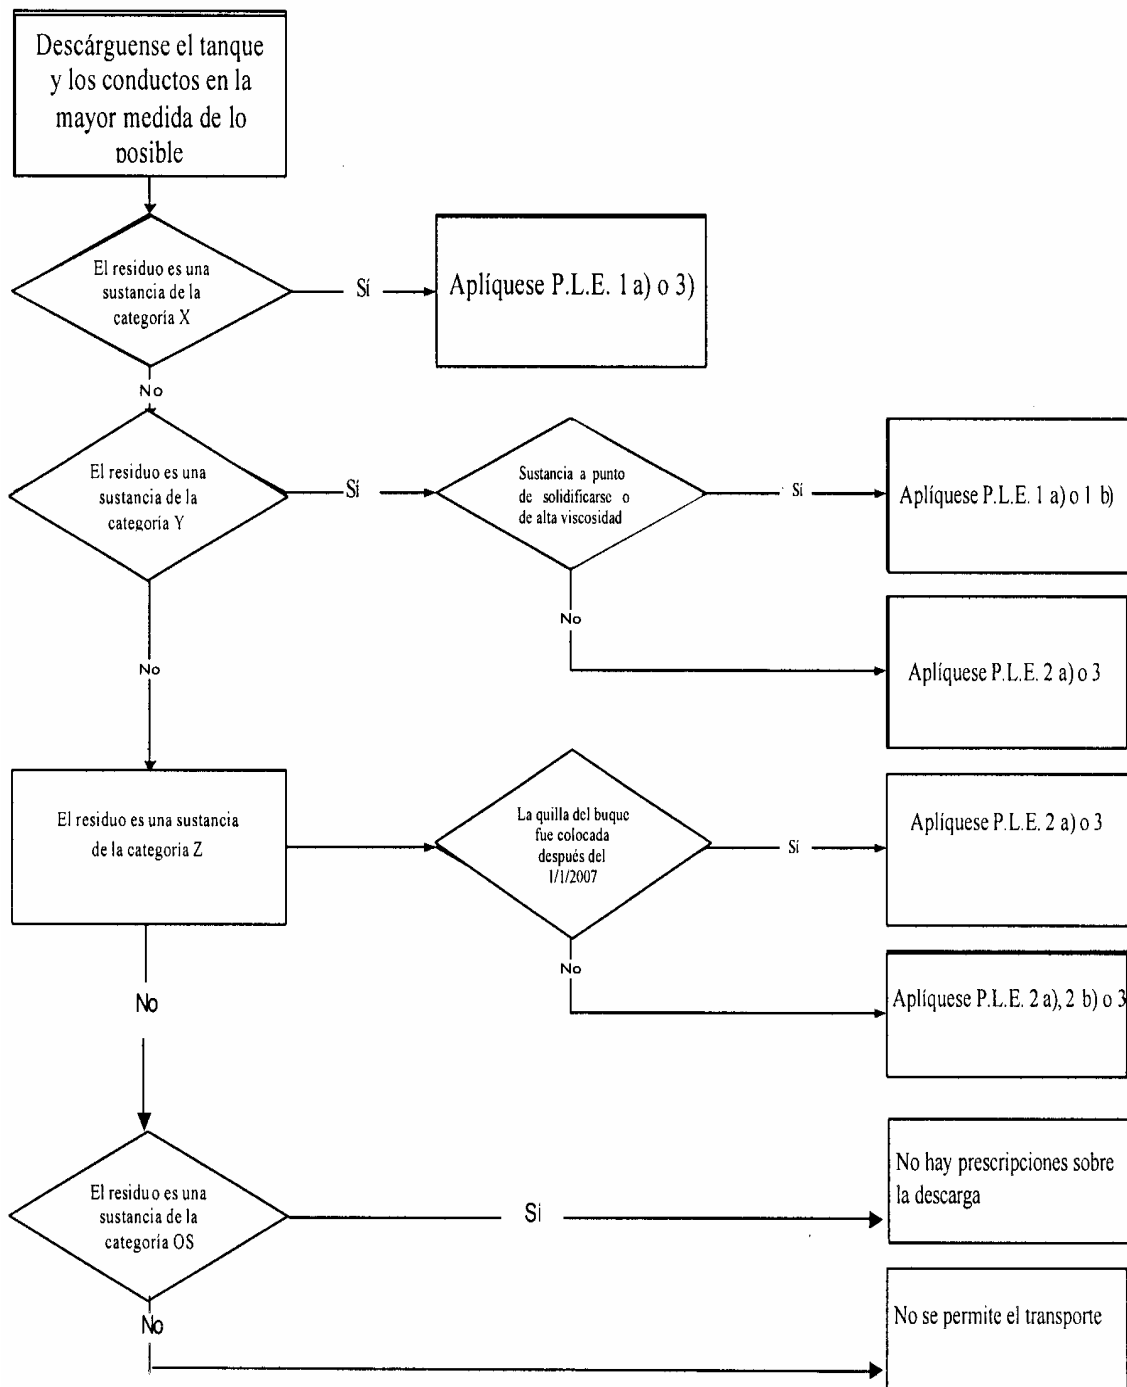 Descárguense el tanque
y los conductos en la
mayor medida de lo
posible
El residuo es una
sustancia de la
categoría X
Sí
Aplíquese P.L.E. 1 a) o 3)
No
El residuo es una
sustancia de la
categoría Y
Sí
Sustancia a punto
de solidificarse o
de alta viscosidad
Sí
Aplíquese P.L.E. 1 a) o 1 b)
No
Aplíquese P.L.E. 2 a) o 3
No
El residuo es una sustancia
de la categoria Z
La quilla del buque
fue colocada
después del
1/1/2007
Sí
Aplíquese P.L.E. 2 a) o 3
No
Aplíquese P.L.E. 2 a), 2 b) o 3
No
El residuo es una
sustancia de la
categoría OS
Si
No hay prescripciones sobre
la descarga
No
No se permite el transporte